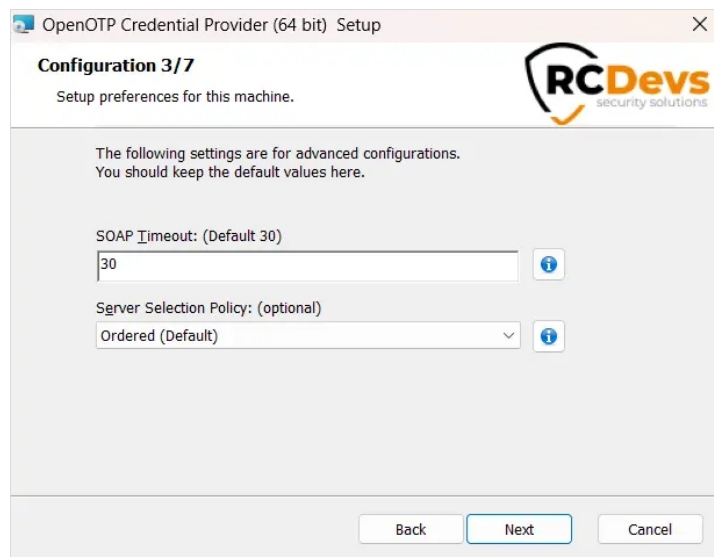 OpenOTP Credential Provider (64 bit) Setup
Configuration 3/7
Setup preferences for this machine.
RCDevs
security solutions
The following settings are for advanced configurations.
You should keep the default values here.
SOAP Timeout: (Default 30)
30
Server Selection Policy: (optional)
Ordered (Default)
Back
Next
Cancel